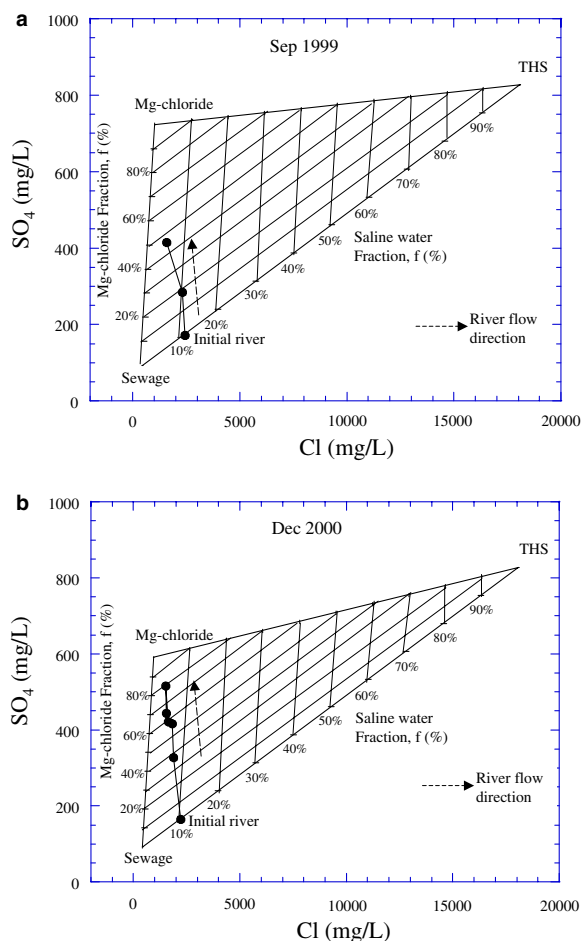 a
Sep 1999
1000
800
600
400
200
0
SO4 (mg/L)
THS
Mg-chloride
Mg-chloride Fraction, f (%)
80%
60%
40%
20%
Sewage
10%
20%
30%
40%
50%
60%
70%
80%
90%
Saline water
Fraction, f (%)
Initial river
River flow
direction
0
5000
10000
15000
20000
Cl (mg/L)
b
Dec 2000
1000
800
600
400
200
0
SO4 (mg/L)
THS
Mg-chloride
Mg-chloride Fraction, f (%)
80%
60%
40%
20%
Sewage
10%
20%
30%
40%
50%
60%
70%
80%
90%
Saline water
Fraction, f (%)
Initial river
River flow
direction
0
5000
10000
15000
20000
Cl (mg/L)